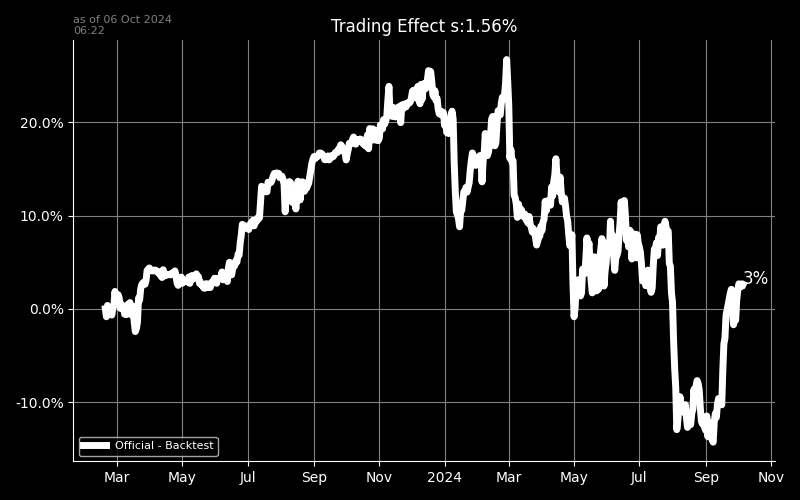 as of 06 Oct 2024
06:22
Trading Effect s:1.56%
20.0%
10.0%
0.0%
-10.0%
3%
Official - Backtest
Mar May Jul Sep Nov 2024 Mar May Jul Sep Nov